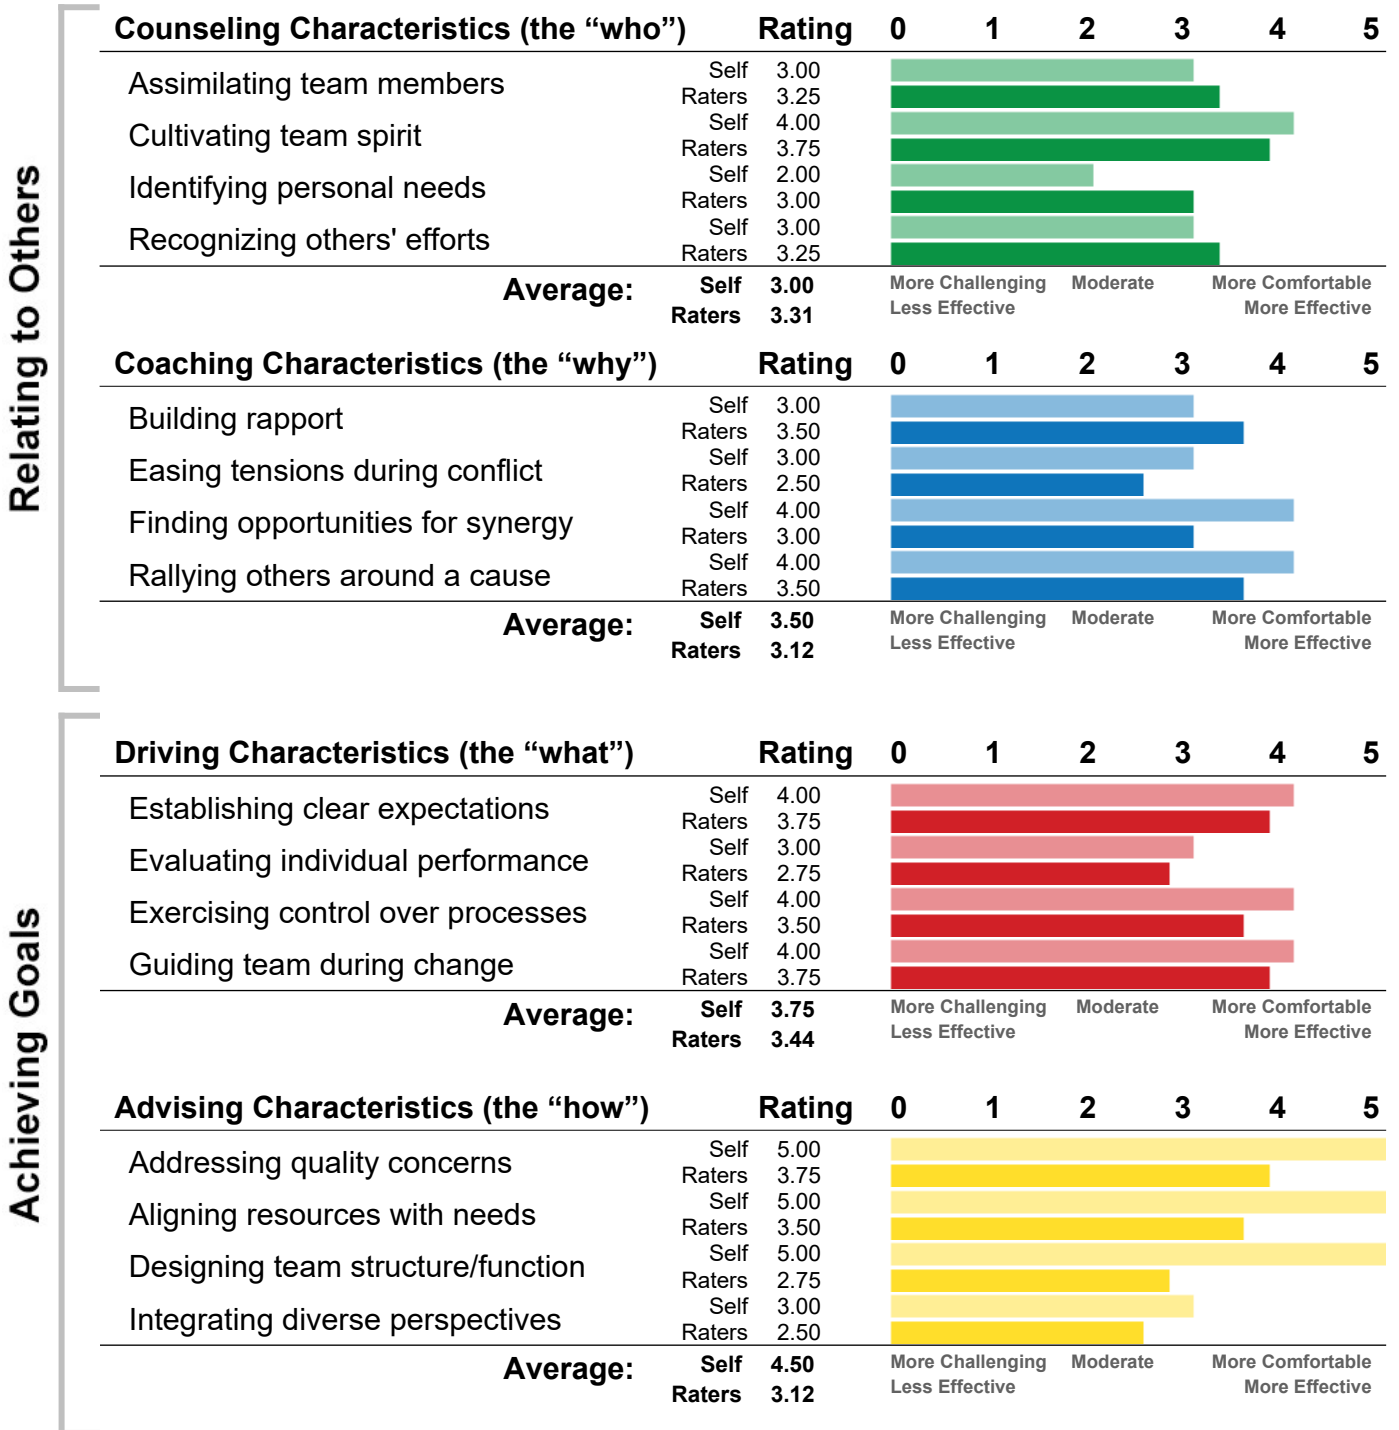 Relating to Others
Counseling Characteristics (the “who”) Rating 0 1 2 3 4 5
Assimilating team members
Self 3.00
Raters 3.25
Cultivating team spirit
Self 4.00
Raters 3.75
Identifying personal needs
Self 2.00
Raters 3.00
Recognizing others' efforts
Self 3.00
Raters 3.25
Average: Self 3.00
Raters 3.31
More Challenging Moderate More Comfortable
Less Effective More Effective
Coaching Characteristics (the “why”) Rating 0 1 2 3 4 5
Building rapport
Self 3.00
Raters 3.50
Easing tensions during conflict
Self 3.00
Raters 2.50
Finding opportunities for synergy
Self 4.00
Raters 3.00
Rallying others around a cause
Self 4.00
Raters 3.50
Average: Self 3.50
Raters 3.12
More Challenging Moderate More Comfortable
Less Effective More Effective
Achieving Goals
Driving Characteristics (the “what”) Rating 0 1 2 3 4 5
Establishing clear expectations
Self 4.00
Raters 3.75
Evaluating individual performance
Self 3.00
Raters 2.75
Exercising control over processes
Self 4.00
Raters 3.50
Guiding team during change
Self 4.00
Raters 3.75
Average: Self 3.75
Raters 3.44
More Challenging Moderate More Comfortable
Less Effective More Effective
Advising Characteristics (the “how”) Rating 0 1 2 3 4 5
Addressing quality concerns
Self 5.00
Raters 3.75
Aligning resources with needs
Self 5.00
Raters 3.50
Designing team structure/function
Self 5.00
Raters 2.75
Integrating diverse perspectives
Self 3.00
Raters 2.50
Average: Self 4.50
Raters 3.12
More Challenging Moderate More Comfortable
Less Effective More Effective